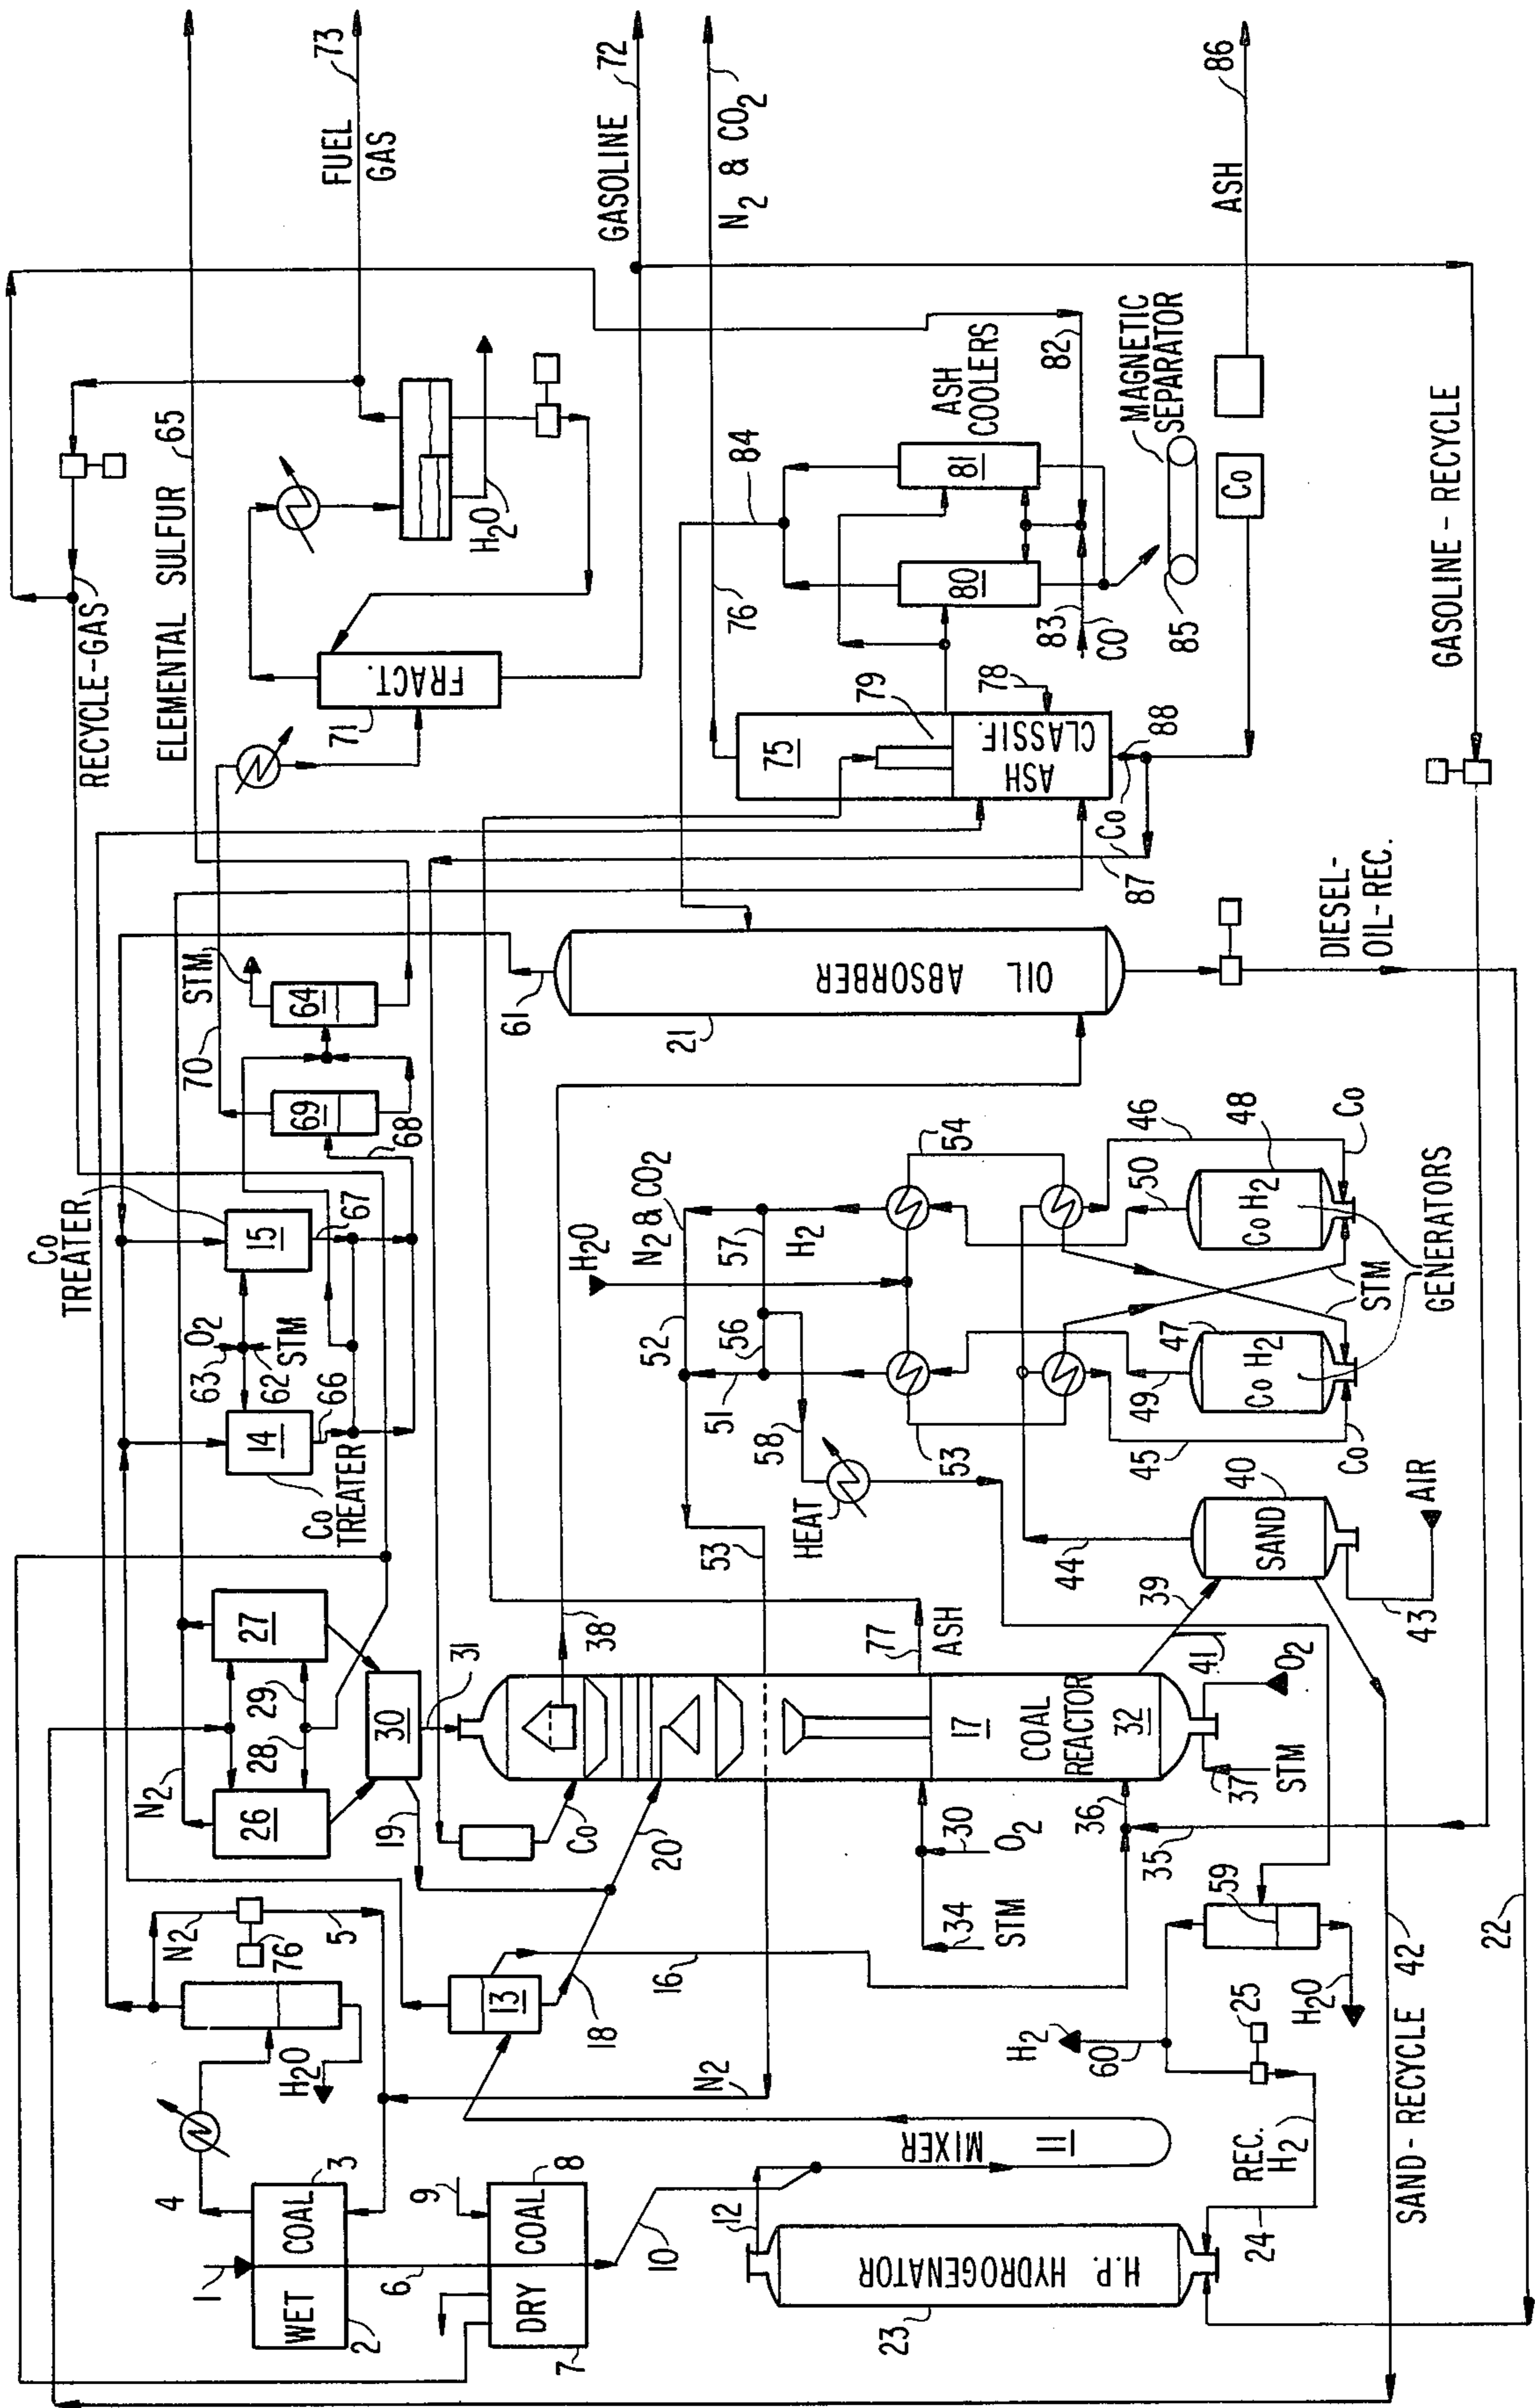 73
FUEL
GAS
GASOLINE
72
N2 & CO2
86
ASH
ELEMENTAL SULFUR
65
RECYCLE-GAS
H2O
71
FRACT.
84
76
ASH
COOLERS
81
80
82
83
CO
MAGNETIC
SEPARATOR
85
Co
GASOLINE - RECYCLE
75
79
78
ASH
CLASSIF.
88
Co
87
DIESEL-
OIL-REC.
STM
64
70
69
68
61
OIL ABSORBER
21
Co
TREATER
15
67
O2
63
62
STM
14
66
Co
TREATER
N2 & CO2
H2O
52
57
H2
54
56
51
58
53
HEAT
46
50
48
Co H2
Co
STM
GENERATORS
47
49
Co H2
45
Co
53
44
40
SAND
39
AIR
43
N2
27
26
29
28
30
31
19
38
77
ASH
17
COAL
REACTOR
32
41
O2
37
STM
Co
20
30
O2
34
STM
36
35
N2
76
5
H2O
13
18
16
N2
59
H2O
H2
60
25
REC.
H2
24
42
SAND-RECYCLE
22
4
3
1
WET COAL
2
6
9
8
DRY COAL
7
10
12
MIXER
11
H.P. HYDROGENATOR
23